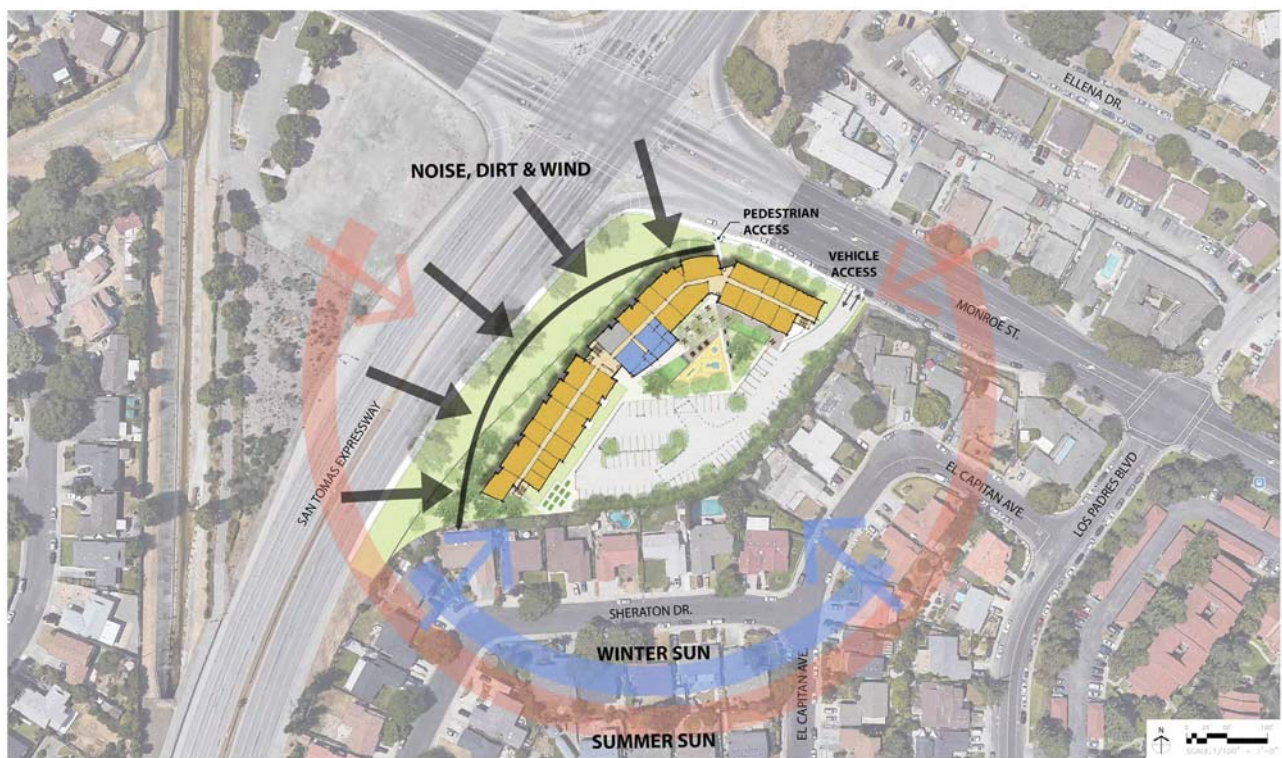 ELLENA DR.
NOISE, DIRT & WIND
PEDESTRIAN
ACCESS
VEHICLE
ACCESS
MONROE ST.
SAN TOMAS EXPRESSWAY
EL CAPITAN AVE.
LOS PADRES BLVD
SHERATON DR.
WINTER SUN
EL CAPITAN AVE.
SUMMER SUN
N